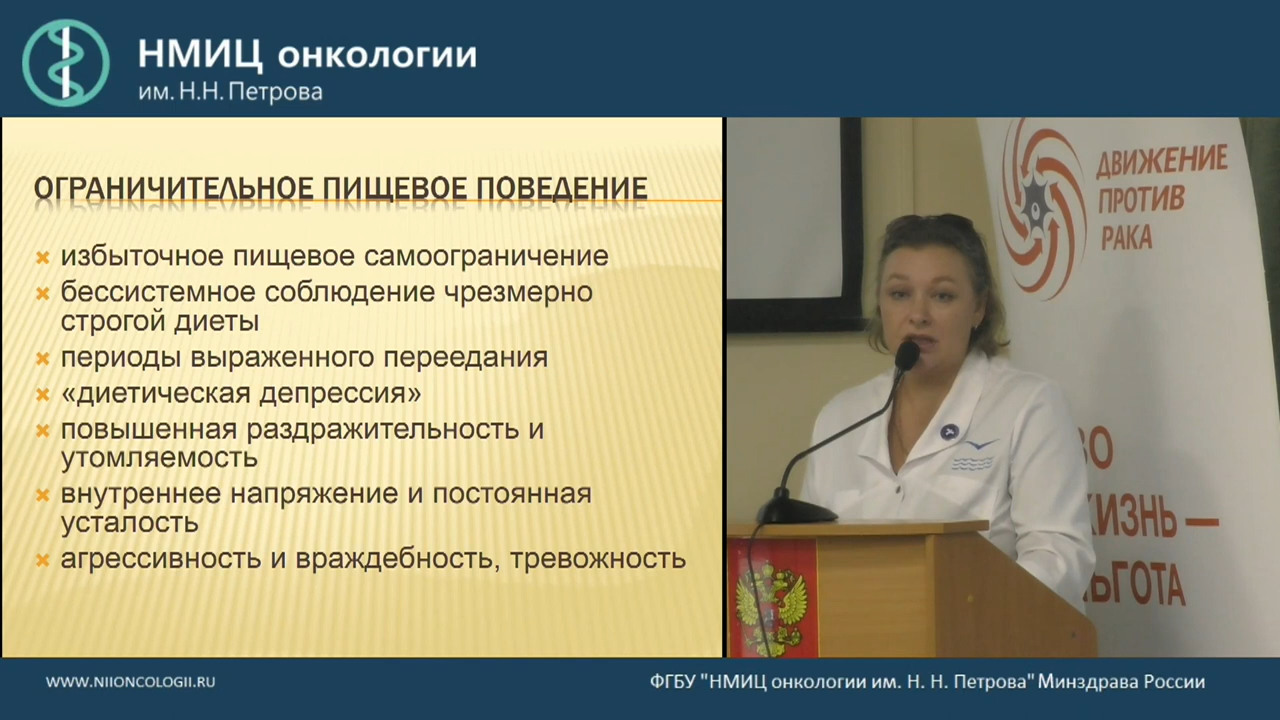 НМИЦ онкологии
им. Н.Н. Петрова
ОГРАНИЧИТЕЛЬНОЕ ПИЩЕВОЕ ПОВЕДЕНИЕ
избыточное пищевое самоограничение
бессистемное соблюдение чрезмерно
строгой диеты
периоды выраженного переедания
«диетическая депрессия»
повышенная раздражительность и
утомляемость
внутреннее напряжение и постоянная
усталость
агрессивность и враждебность, тревожность
ДВИЖЕНИЕ
ПРОТИВ
РАКА
WWW.NIIONCOLOGII.RU
ФГБУ "НМИЦ онкологии им. Н. Н. Петрова" Минздрава России